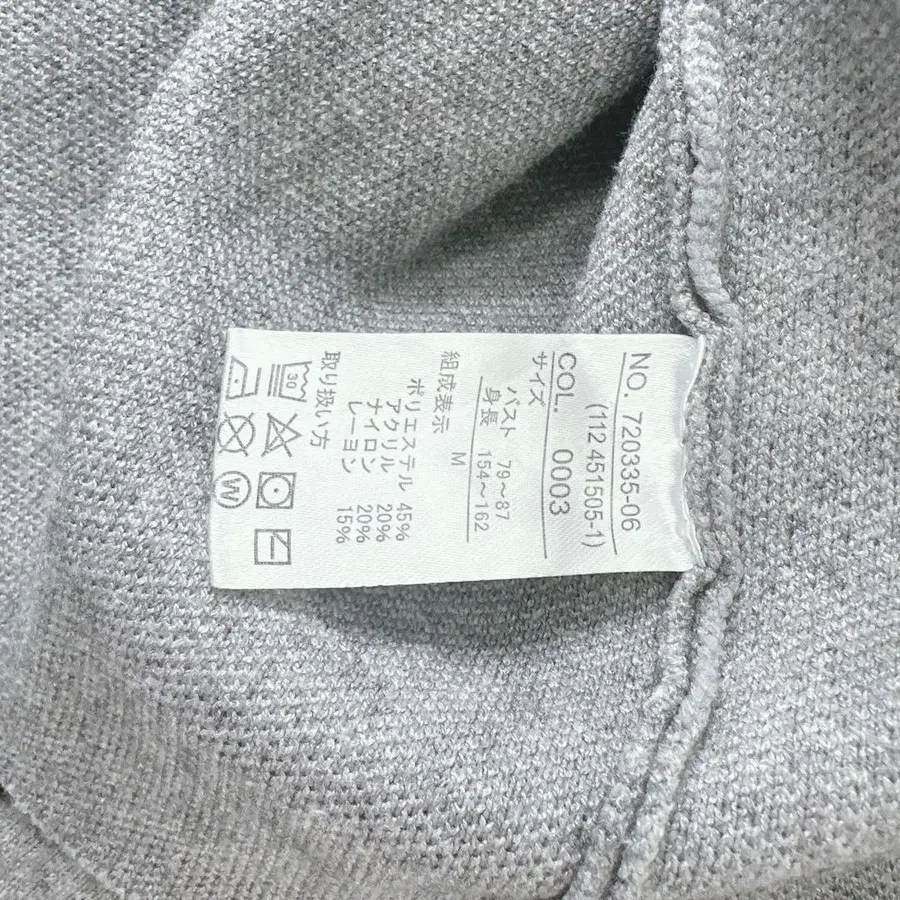 NO. 720335-06
(112 451505-1)
COL. 0003
サイズ
バスト 79～87
身長 154～162
M
組成表示
ポリエステル 45%
アクリル 20%
ナイロン 20%
レーヨン 15%
取り扱い方
30
W